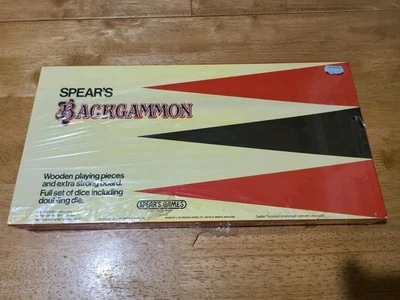 SPEAR'S
BACKGAMMON
Wooden playing pieces
and extra strong board.
Full set of dice including
doubling die.
SPEAR'S GAMES